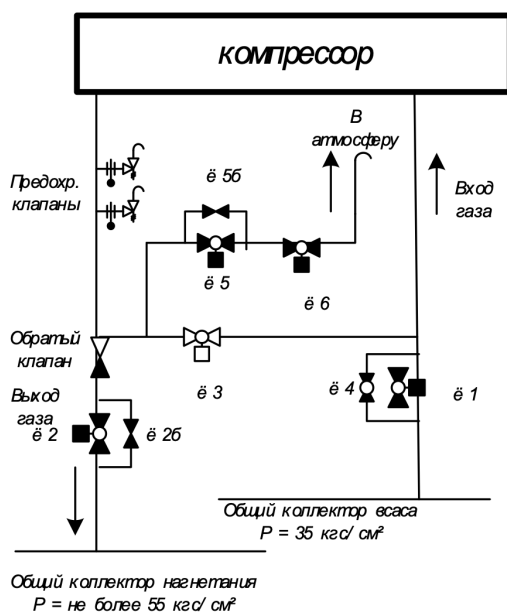 компрессор
В
атмосферу
Предохр.
клапаны
ё 5б
Вход
газа
ё 5
ё 6
Обратый
клапан
ё 3
ё 4
ё 1
Выход
газа
ё 2
ё 2б
Общий коллектор всаса
Р = 35 кгс/ см²
Общий коллектор нагнетания
Р = не более 55 кгс/ см²